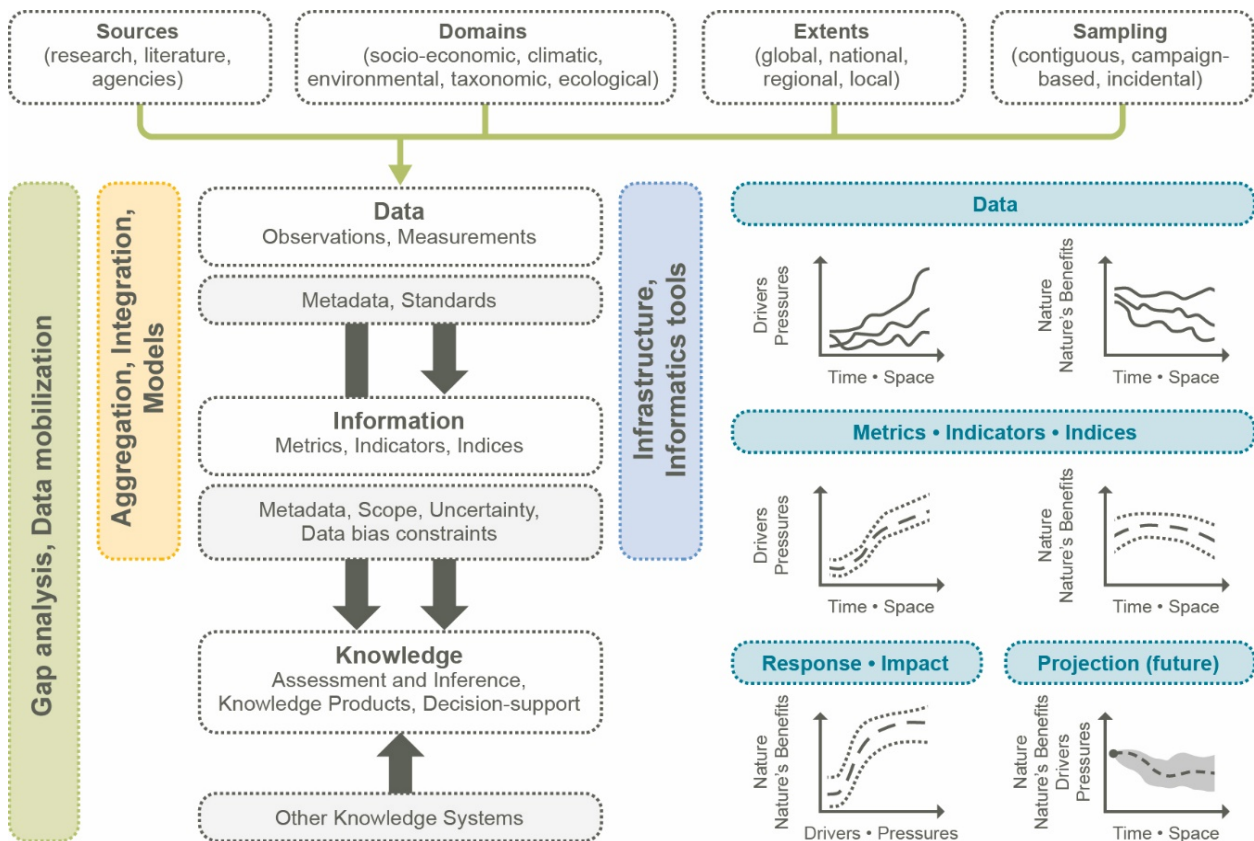 Sources
(research, literature,
agencies)
Domains
(socio-economic, climatic,
environmental, taxonomic, ecological)
Extents
(global, national,
regional, local)
Sampling
(contiguous, campaign-
based, incidental)
Gap analysis, Data mobilization
Aggregation, Integration,
Models
Data
Observations, Measurements
Metadata, Standards
Information
Metrics, Indicators, Indices
Metadata, Scope, Uncertainty,
Data bias constraints
Knowledge
Assessment and Inference,
Knowledge Products, Decision-support
Other Knowledge Systems
Infrastructure,
Informatics tools
Data
Drivers
Pressures
Time • Space
Nature
Nature's Benefits
Time • Space
Metrics • Indicators • Indices
Drivers
Pressures
Time • Space
Nature
Nature's Benefits
Time • Space
Response • Impact
Nature
Nature's Benefits
Drivers • Pressures
Projection (future)
Nature
Nature's Benefits
Drivers
Pressures
Time • Space